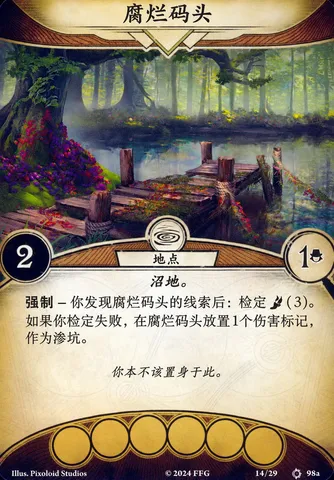 腐烂码头
2
地点
1
沼地。
强制 – 你发现腐烂码头的线索后：检定 (3)。
如果你检定失败，在腐烂码头放置1个伤害标记，
作为渗坑。
你本不该置身于此。
Illus. Pixoloid Studios © 2024 FFG 14/29 98a